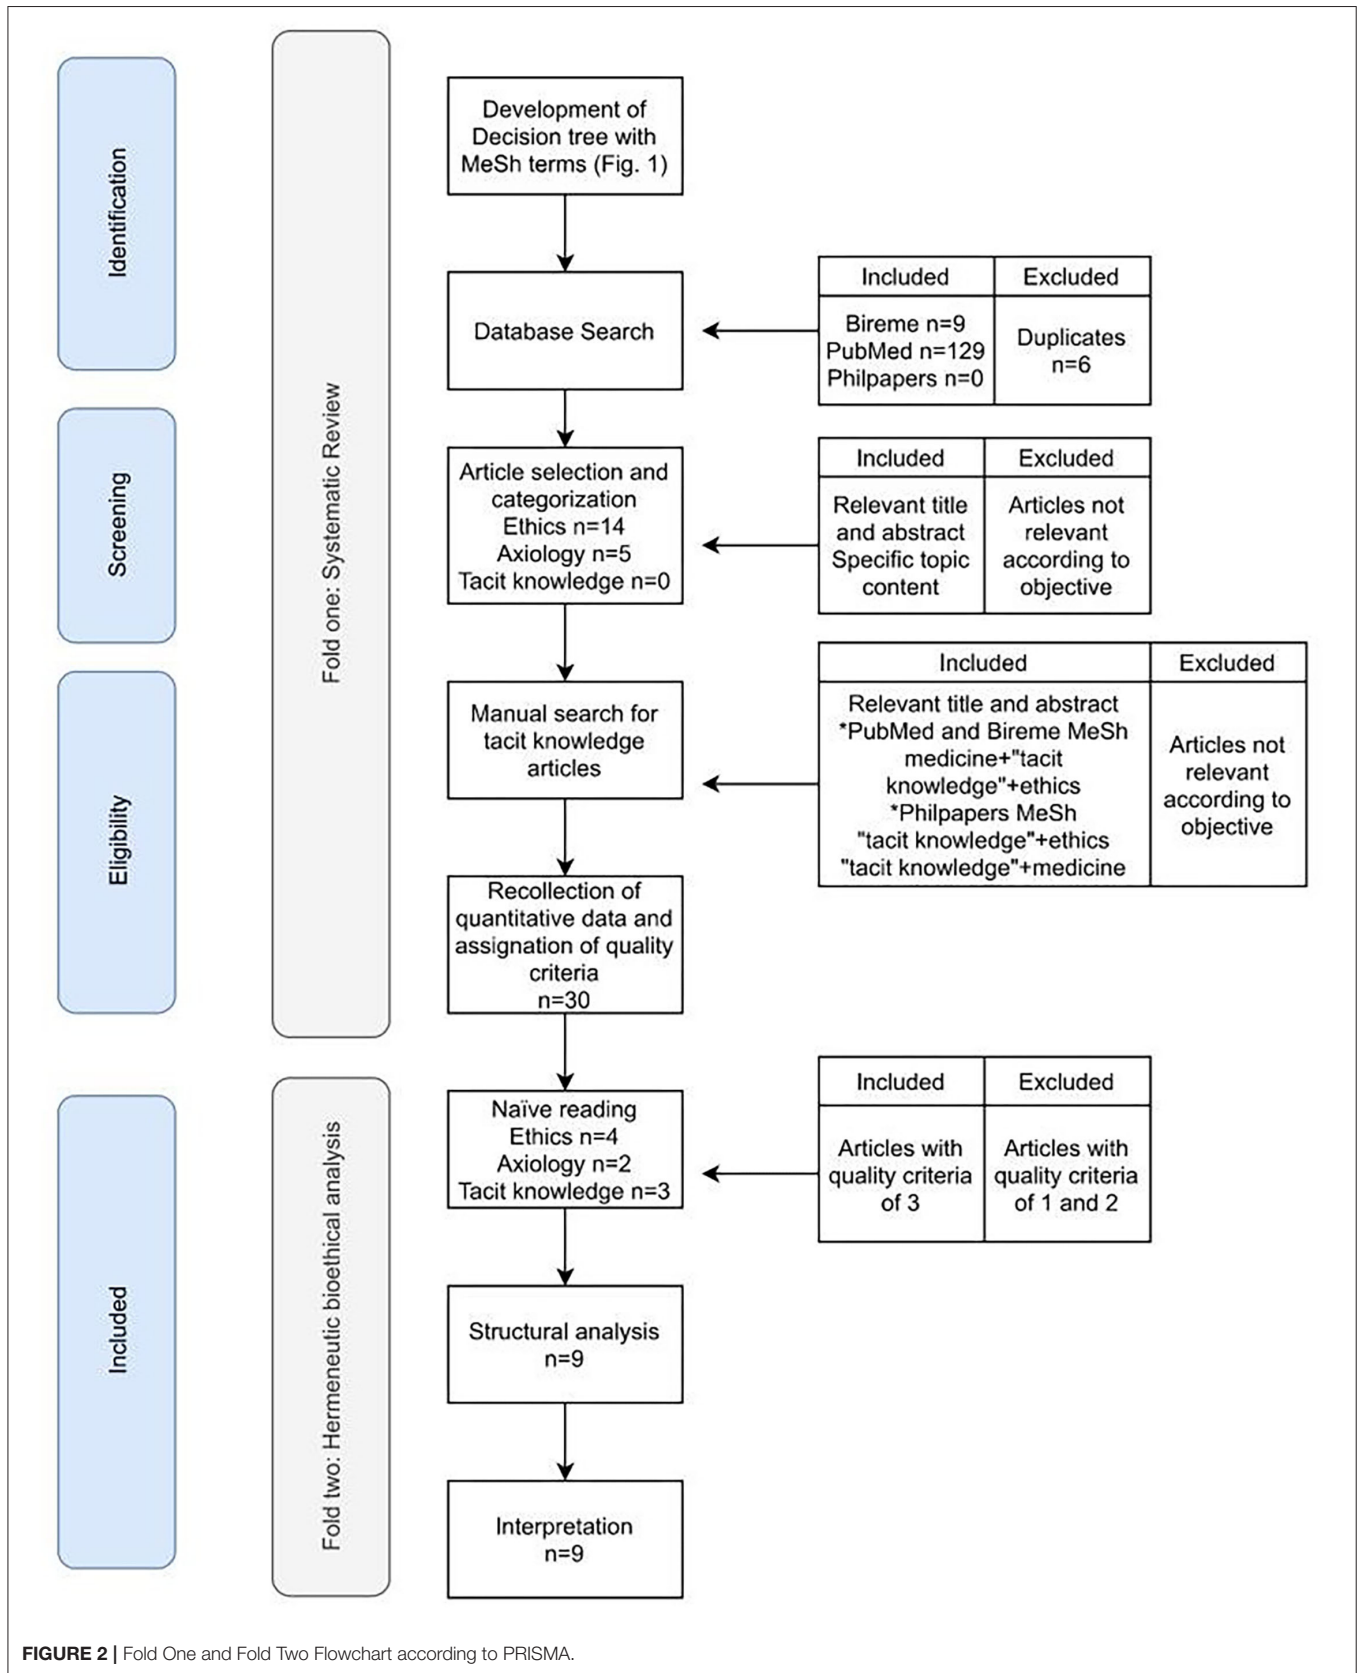 Identification
Screening
Eligibility
Included
Fold one: Systematic Review
Fold two: Hermeneutic bioethical analysis
Development of
Decision tree with
MeSh terms (Fig. 1)
Database Search
Included
Excluded
Bireme n=9
PubMed n=129
Philpapers n=0
Duplicates
n=6
Article selection and
categorization
Ethics n=14
Axiology n=5
Tacit knowledge n=0
Included
Excluded
Relevant title
and abstract
Specific topic
content
Articles not
relevant
according to
objective
Manual search for
tacit knowledge
articles
Included
Excluded
Relevant title and abstract
*PubMed and Bireme MeSh
medicine+"tacit
knowledge"+ethics
*Philpapers MeSh
"tacit knowledge"+ethics
"tacit knowledge"+medicine
Articles not
relevant
according to
objective
Recollection of
quantitative data and
assignation of quality
criteria
n=30
Naïve reading
Ethics n=4
Axiology n=2
Tacit knowledge n=3
Included
Excluded
Articles with
quality criteria
of 3
Articles with
quality criteria
of 1 and 2
Structural analysis
n=9
Interpretation
n=9
FIGURE 2 | Fold One and Fold Two Flowchart according to PRISMA.